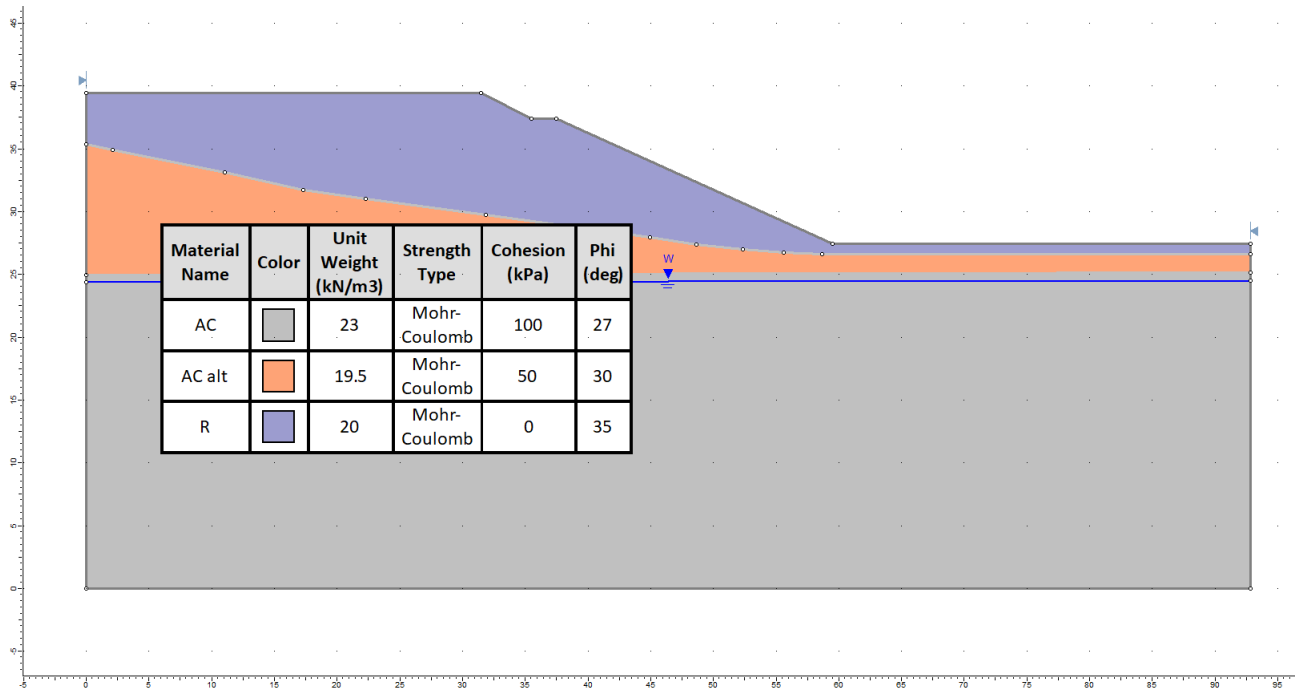 45
40
35
30
25
20
15
10
5
0
-5
Material Name Color Unit Weight (kN/m3) Strength Type Cohesion (kPa) Phi (deg)
AC 23 Mohr-Coulomb 100 27
AC alt 19.5 Mohr-Coulomb 50 30
R 20 Mohr-Coulomb 0 35
W
-5 0 5 10 15 20 25 30 35 40 45 50 55 60 65 70 75 80 85 90 95